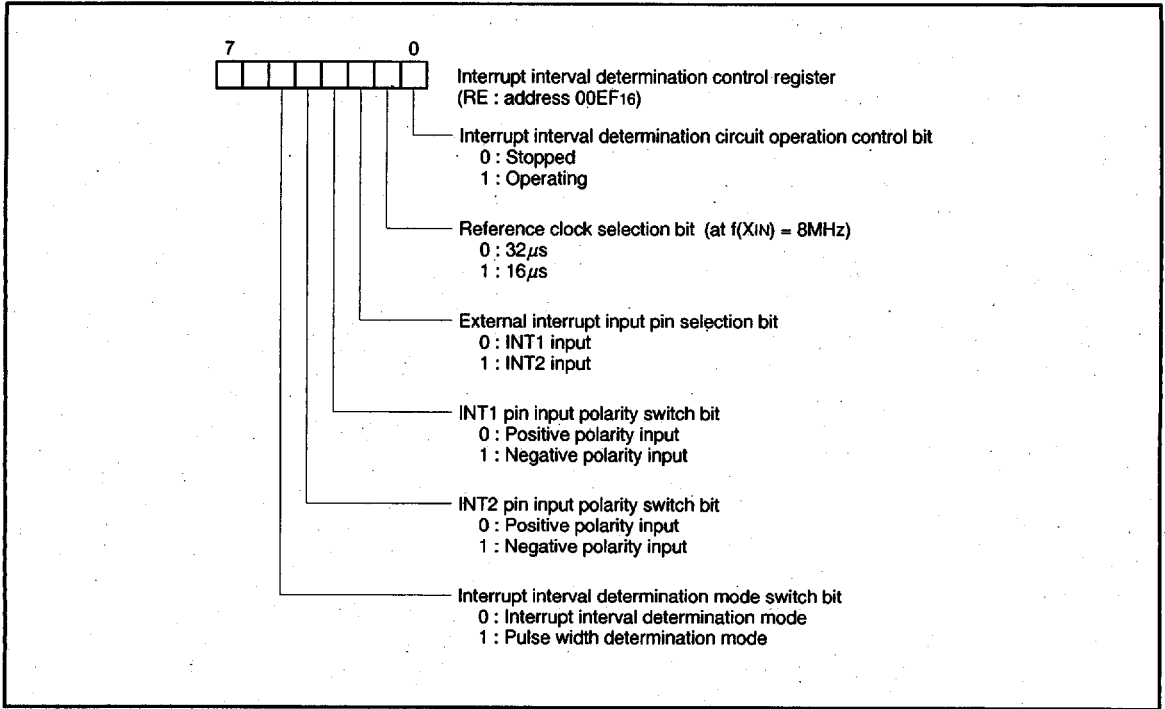 7 0
Interrupt interval determination control register
(RE : address 00EF16)
Interrupt interval determination circuit operation control bit
0 : Stopped
1 : Operating
Reference clock selection bit (at f(XIN) = 8MHz)
0 : 32μs
1 : 16μs
External interrupt input pin selection bit
0 : INT1 input
1 : INT2 input
INT1 pin input polarity switch bit
0 : Positive polarity input
1 : Negative polarity input
INT2 pin input polarity switch bit
0 : Positive polarity input
1 : Negative polarity input
Interrupt interval determination mode switch bit
0 : Interrupt interval determination mode
1 : Pulse width determination mode